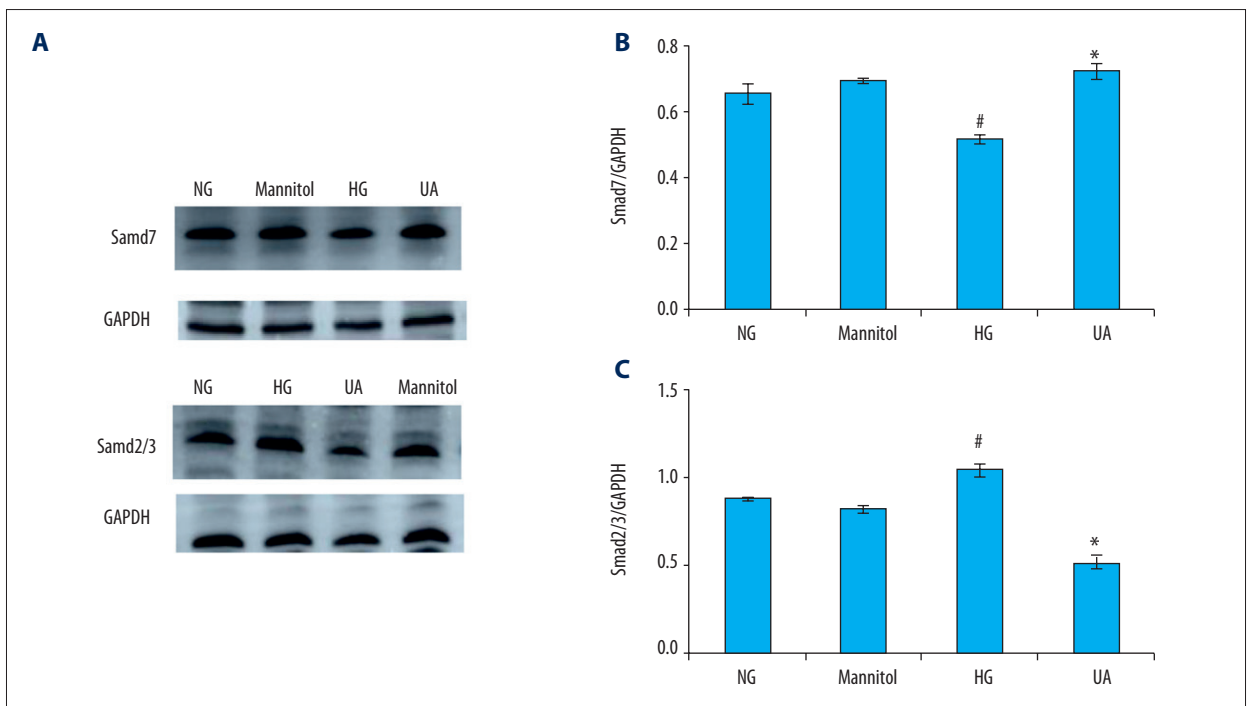 A
NG Mannitol HG UA
Samd7
GAPDH
NG HG UA Mannitol
Samd2/3
GAPDH
B
Smad7/GAPDH
0.8
0.6
0.4
0.2
0.0
#
*
NG Mannitol HG UA
C
Smad2/3/GAPDH
1.5
1.0
0.5
0.0
#
*
NG Mannitol HG UA